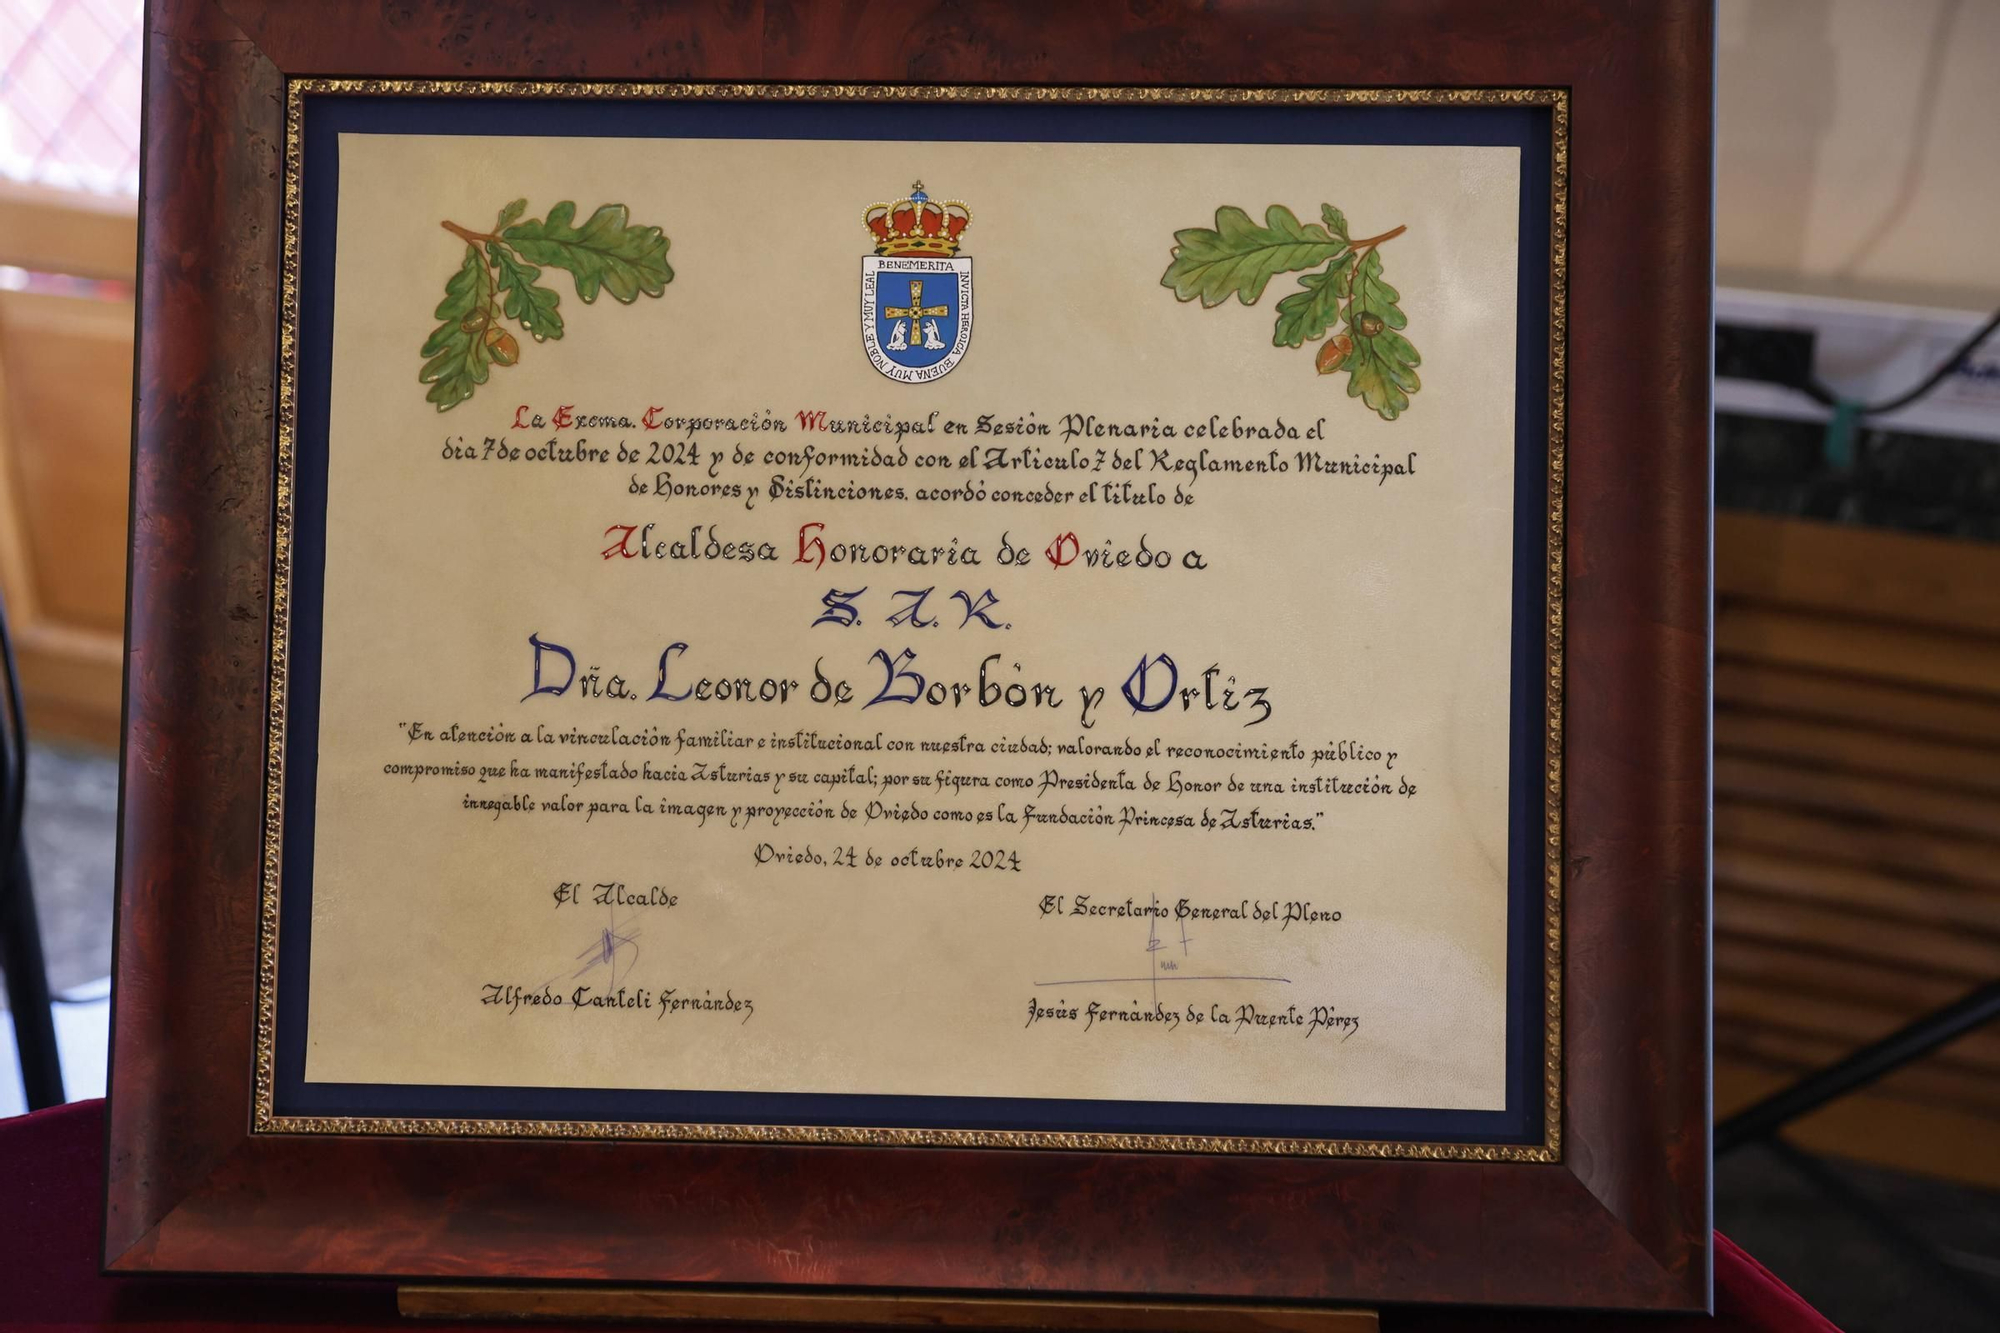 BENEMERITA
INVICTA HEROICA BUENA
MUY NOBLE Y MUY LEAL
La Excma. Corporación Municipal en Sesión Plenaria celebrada el
día 7 de octubre de 2024 y de conformidad con el Artículo 7 del Reglamento Municipal
de Honores y Distinciones, acordó conceder el título de
Alcaldesa Honoraria de Oviedo a
S. A. R.
Dña. Leonor de Borbón y Ortiz
"En atención a la vinculación familiar e institucional con nuestra ciudad; valorando el reconocimiento público y
compromiso que ha manifestado hacia Asturias y su capital; por su figura como Presidenta de Honor de una institución de
innegable valor para la imagen y proyección de Oviedo como es la Fundación Princesa de Asturias."
Oviedo, 24 de octubre 2024
El Alcalde
El Secretario General del Pleno
Alfredo Canteli Fernández
Jesús Fernández de la Puente Pérez